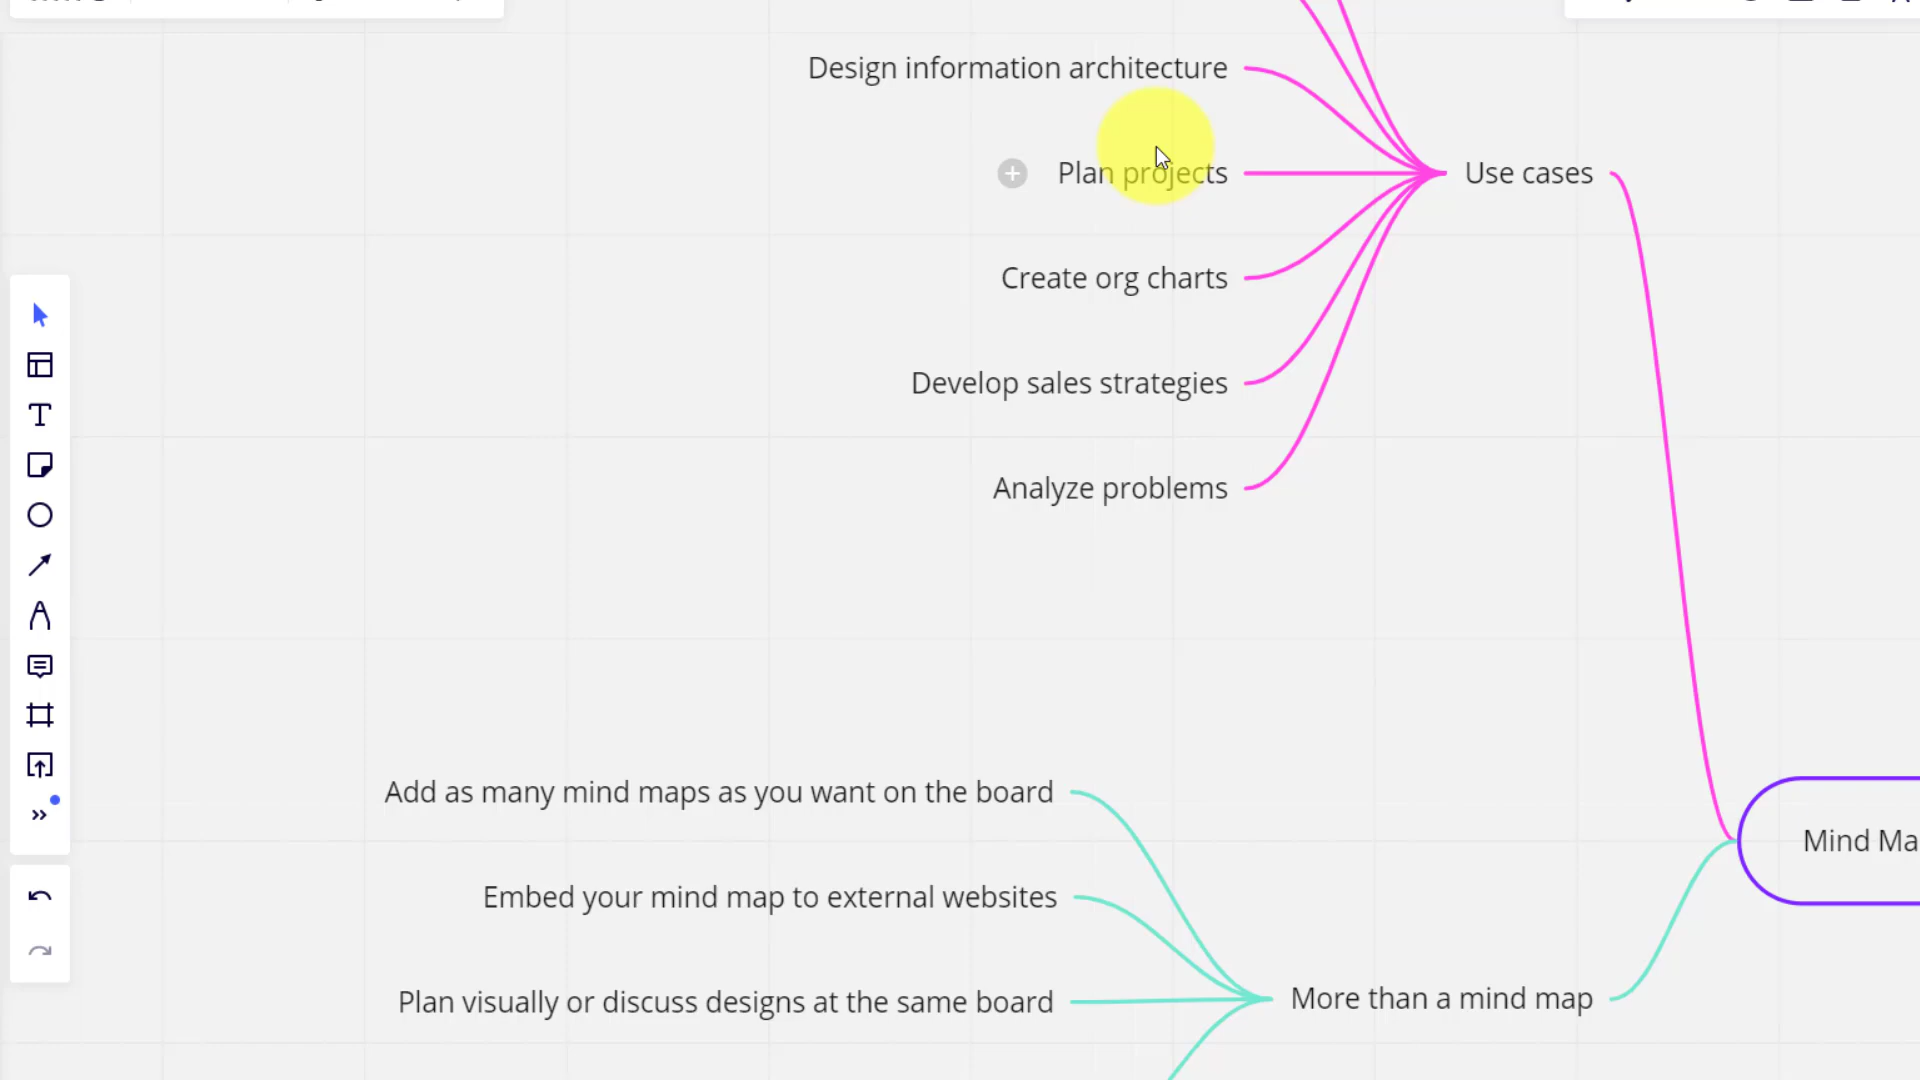 Design information architecture
Plan projects
Use cases
Create org charts
Develop sales strategies
Analyze problems
Add as many mind maps as you want on the board
Mind Ma
Embed your mind map to external websites
Plan visually or discuss designs at the same board
More than a mind map